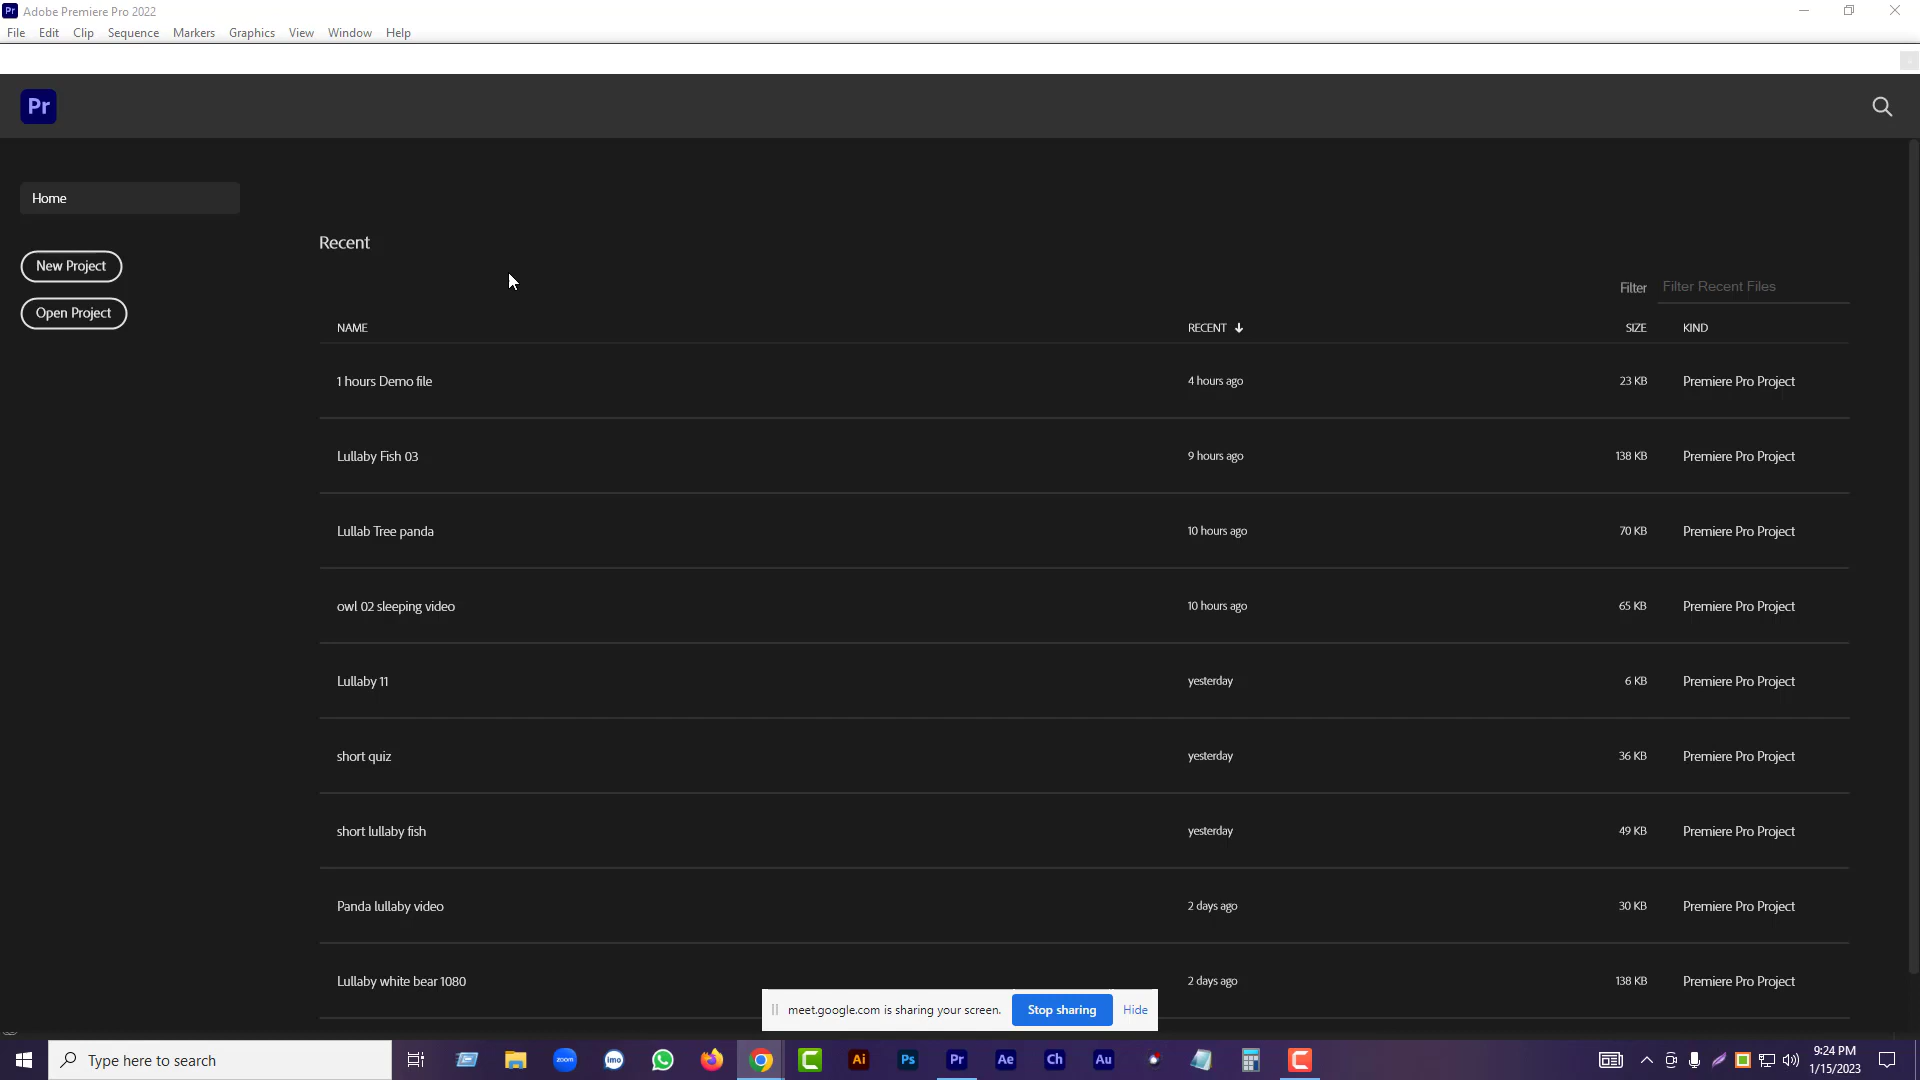 Pr Adobe Premiere Pro 2022
File Edit Clip Sequence Markers Graphics View Window Help
Pr
Home
Recent
New Project
Filter Filter Recent Files
Open Project
NAME RECENT SIZE KIND
1 hours Demo file 4 hours ago 23 KB Premiere Pro Project
Lullaby Fish 03 9 hours ago 138 KB Premiere Pro Project
Lullab Tree panda 10 hours ago 70 KB Premiere Pro Project
owl 02 sleeping video 10 hours ago 65 KB Premiere Pro Project
Lullaby 11 yesterday 6 KB Premiere Pro Project
short quiz yesterday 36 KB Premiere Pro Project
short lullaby fish yesterday 49 KB Premiere Pro Project
Panda lullaby video 2 days ago 30 KB Premiere Pro Project
Lullaby white bear 1080 2 days ago 138 KB Premiere Pro Project
meet.google.com is sharing your screen. Stop sharing Hide
Type here to search zoom imo C Ai Ps Pr Ae Ch Au C 9:24 PM
1/15/2023